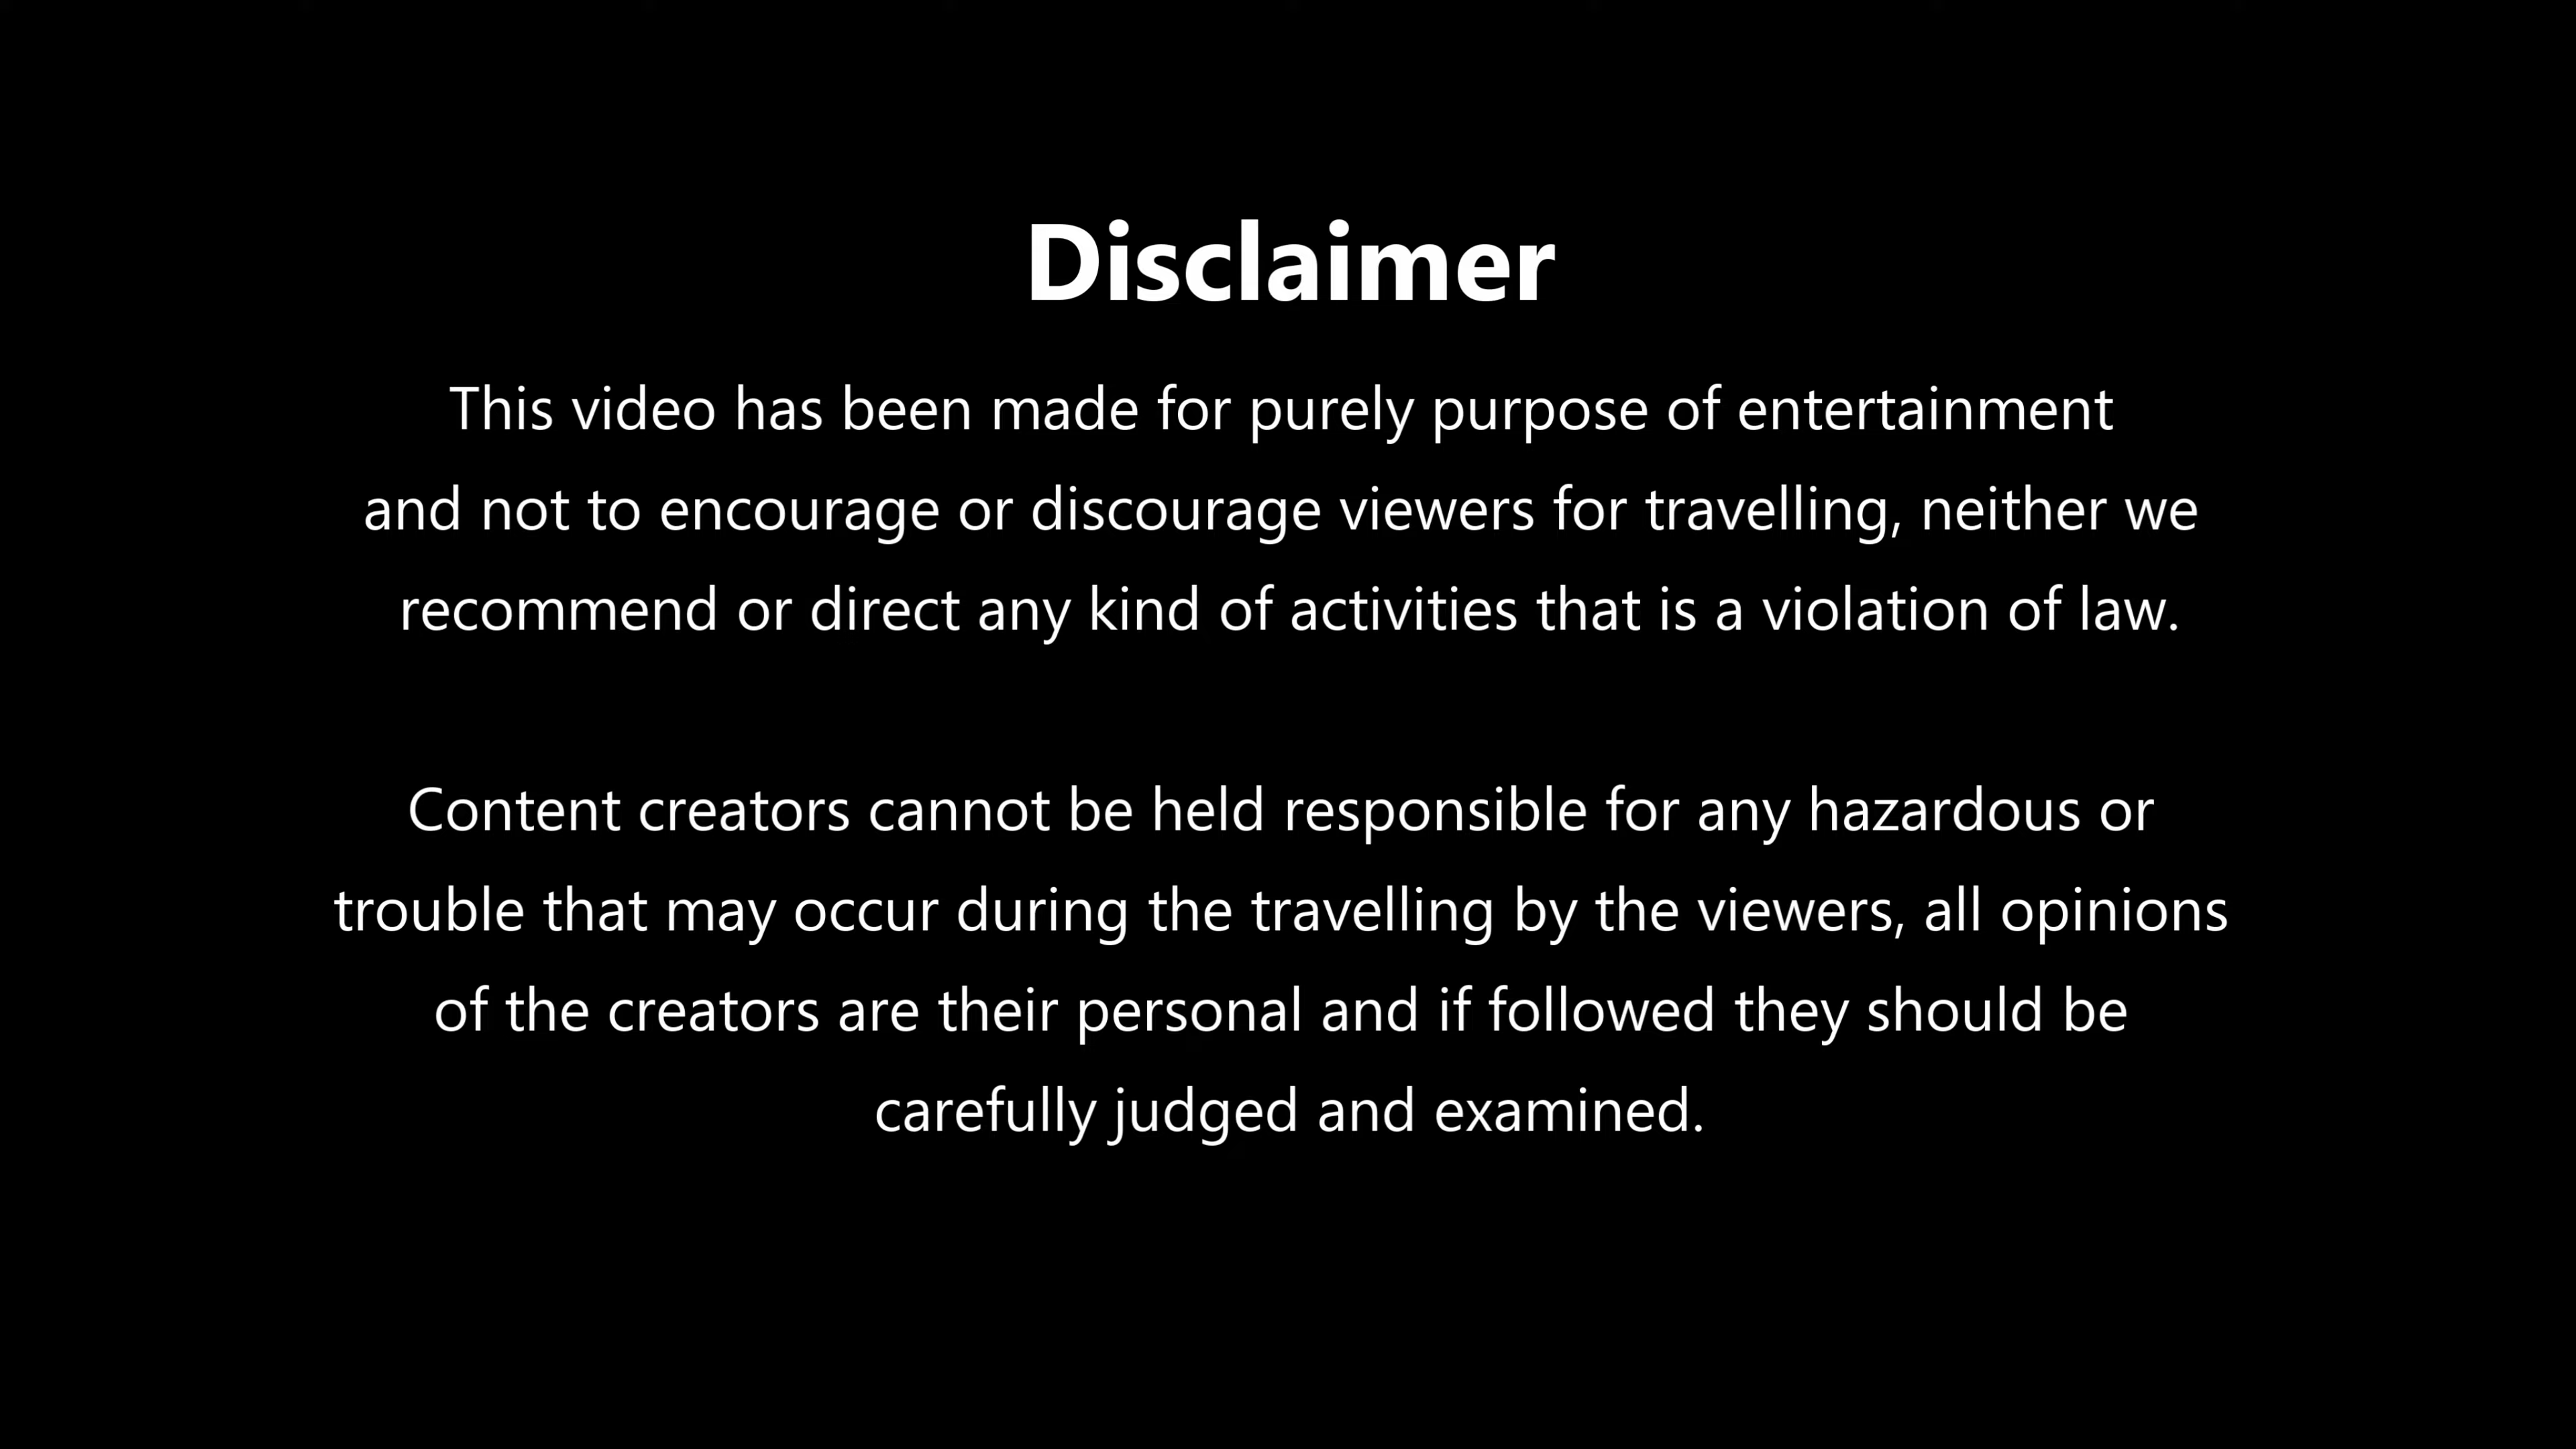 Disclaimer
This video has been made for purely purpose of entertainment
and not to encourage or discourage viewers for travelling, neither we
recommend or direct any kind of activities that is a violation of law.
Content creators cannot be held responsible for any hazardous or
trouble that may occur during the travelling by the viewers, all opinions
of the creators are their personal and if followed they should be
carefully judged and examined.